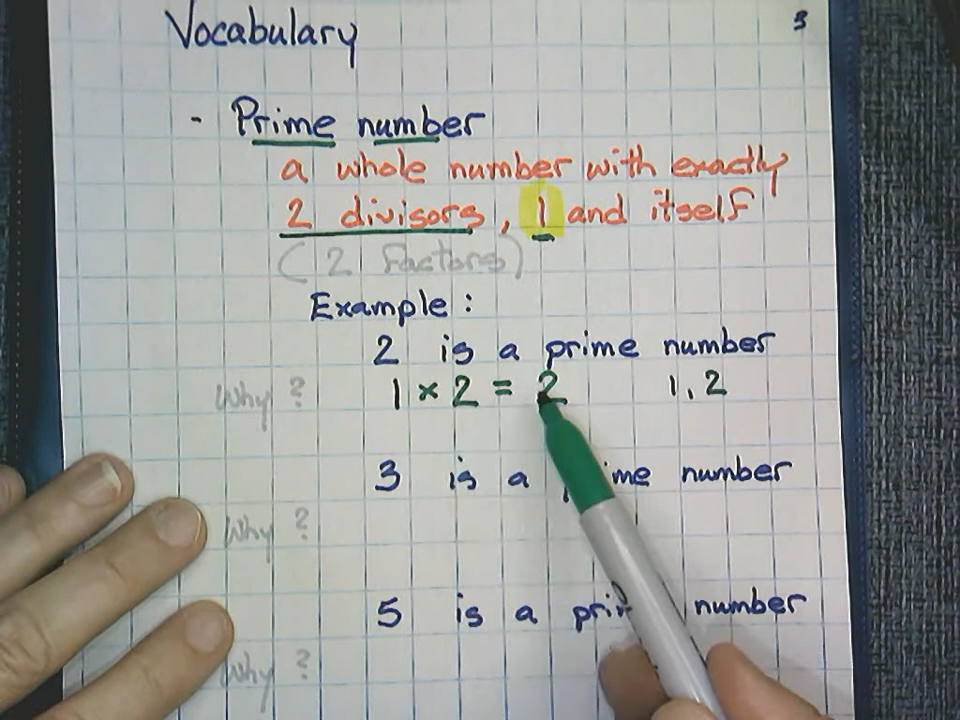 Vocabulary 3
- Prime number
a whole number with exactly
2 divisors, 1 and itself
(2 factors)
Example:
2 is a prime number
Why? 1 × 2 = 2 1, 2
3 is a number
Why?
5 is a number
Why?